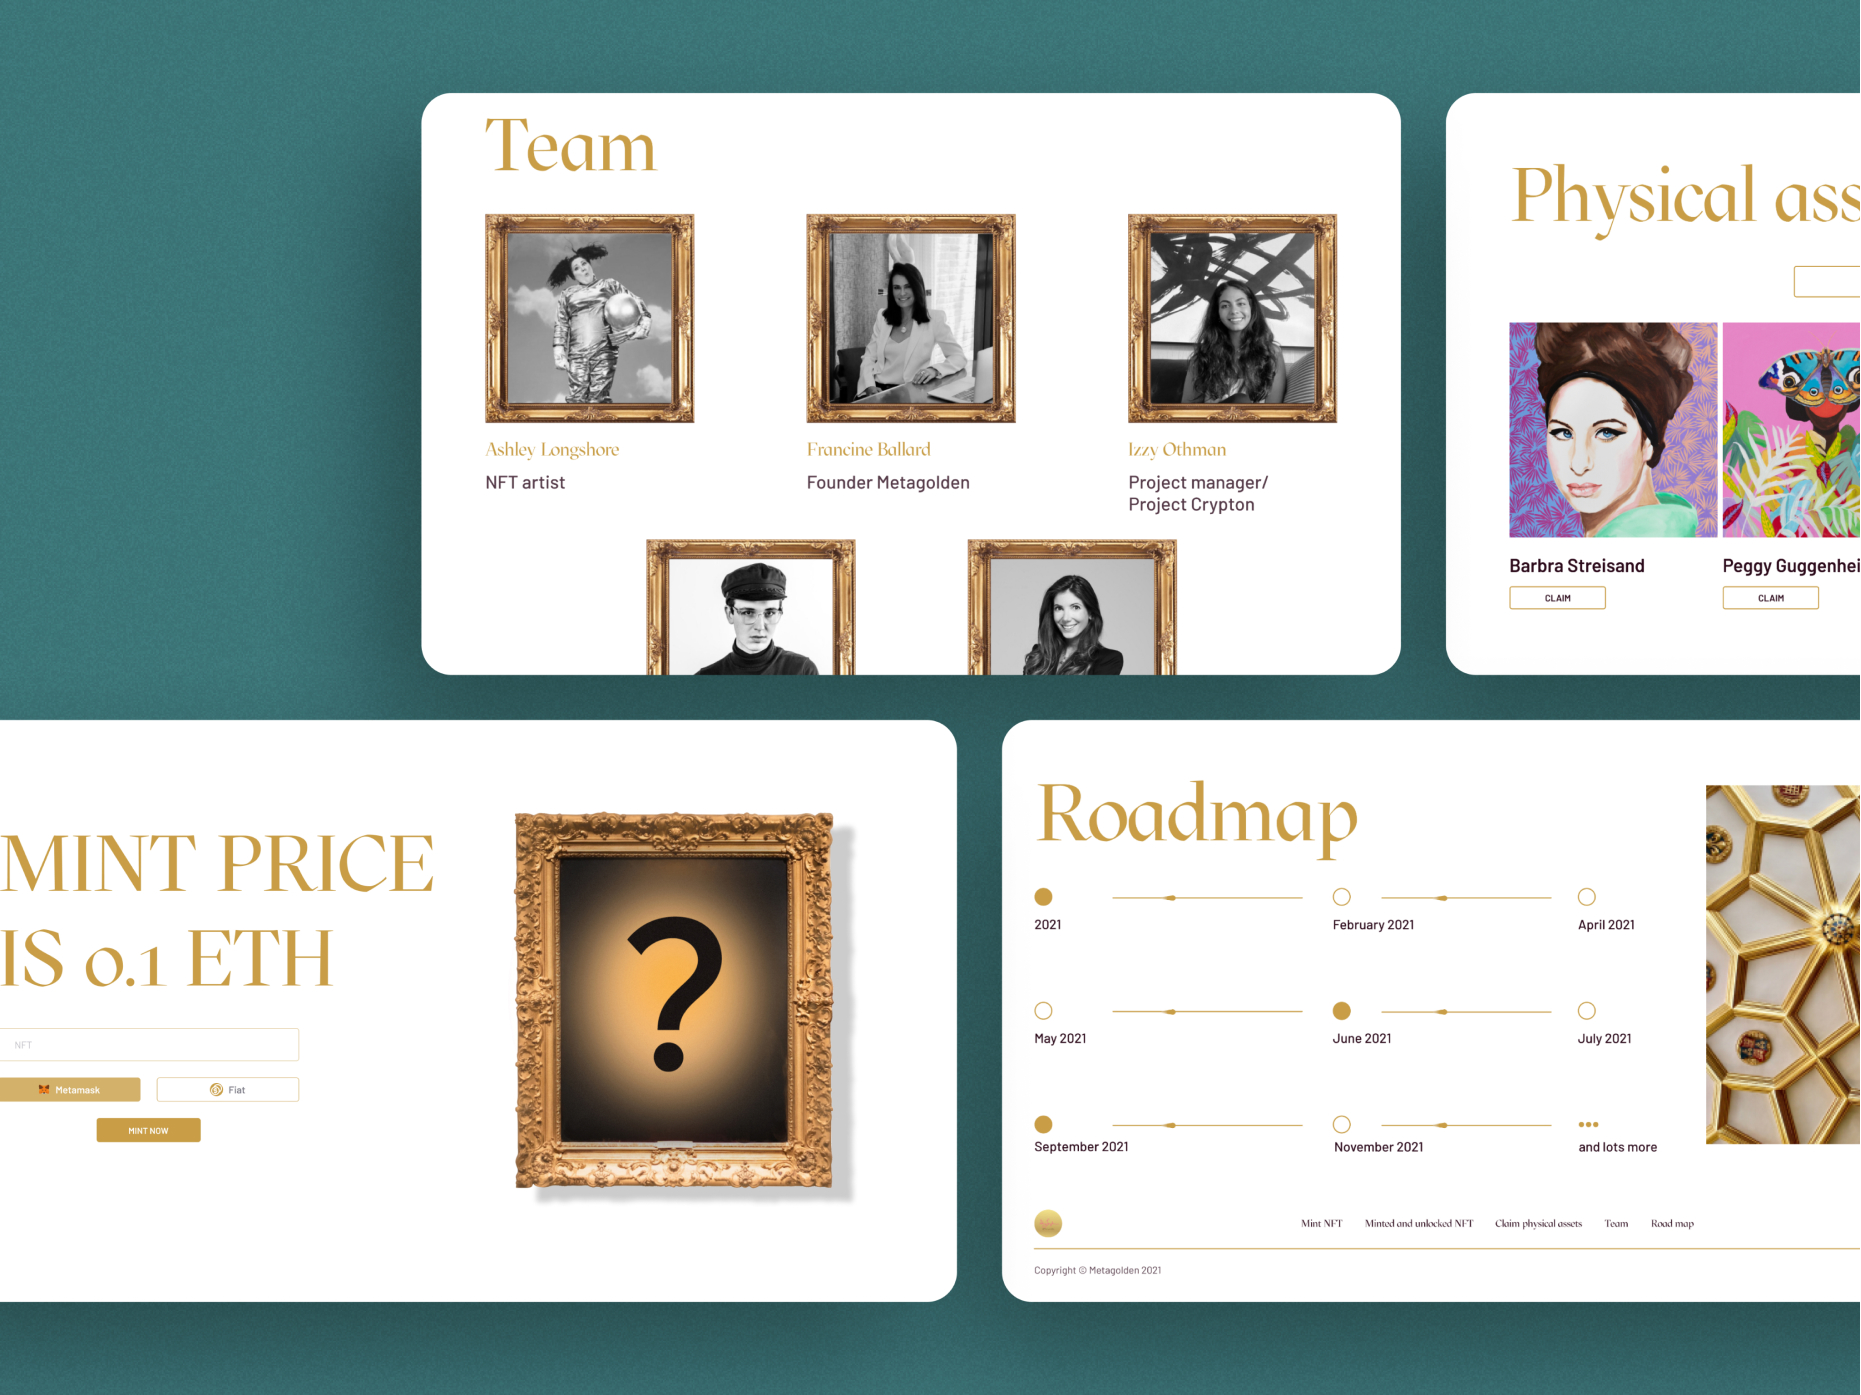 Team
Ashley Longshore
NFT artist
Francine Ballard
Founder Metagolden
Izzy Othman
Project manager/
Project Crypton
Physical ass
Barbra Streisand
CLAIM
Peggy Guggenhei
CLAIM
MINT PRICE
IS 0.1 ETH
NFT
Metamask
Fiat
MINT NOW
?
Roadmap
2021
February 2021
April 2021
May 2021
June 2021
July 2021
September 2021
November 2021
and lots more
Mint NFT
Minted and unlocked NFT
Claim physical assets
Team
Road map
Copyright © Metagolden 2021